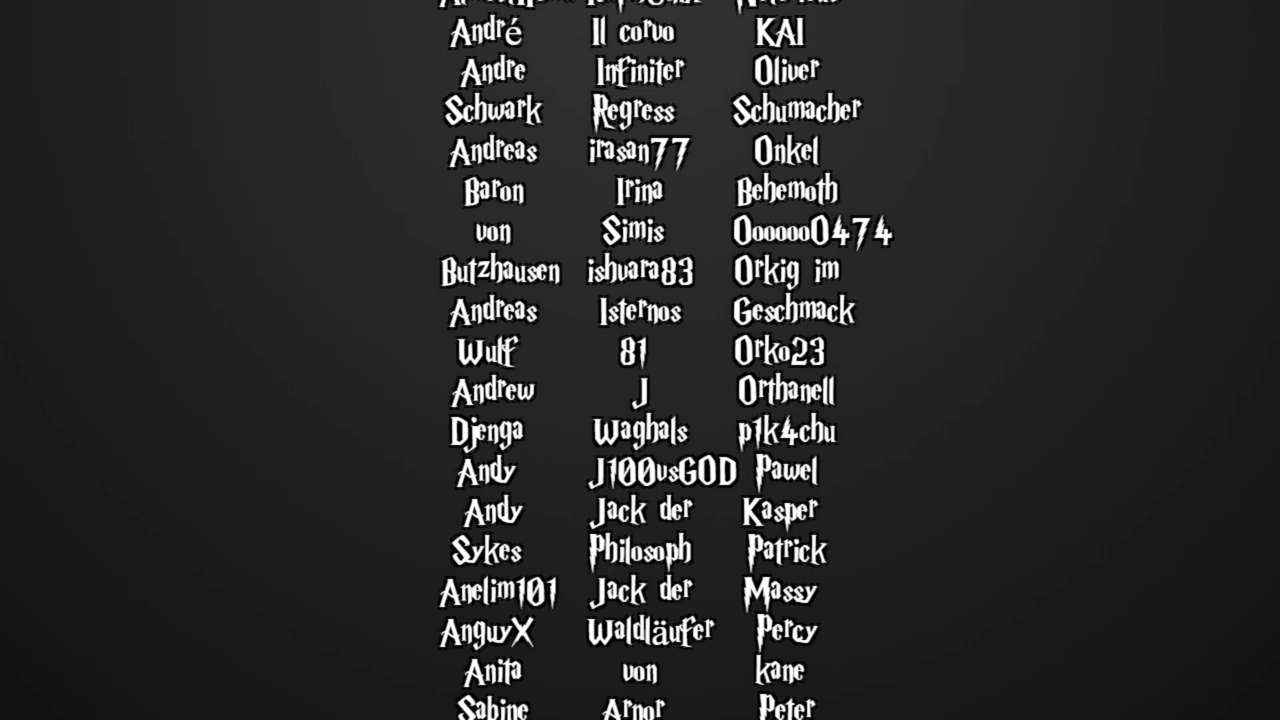 André Il corvo KAI
Andre Infiniter Oliver
Schwark Regress Schumacher
Andreas irasan77 Onkel
Baron Irina Behemoth
von Simis Oooooo0474
Butzhausen ishvara83 Orkig im
Andreas Isternos Geschmack
Wulf 81 Orko23
Andrew J Orthanell
Djenga Waghals p1k4chu
Andy J100vsGOD Pawel
Andy Jack der Kasper
Sykes Philosoph Patrick
Anelim101 Jack der Massy
AnguyX Waldläufer Percy
Anita von kane
Sabine Arnor Peter